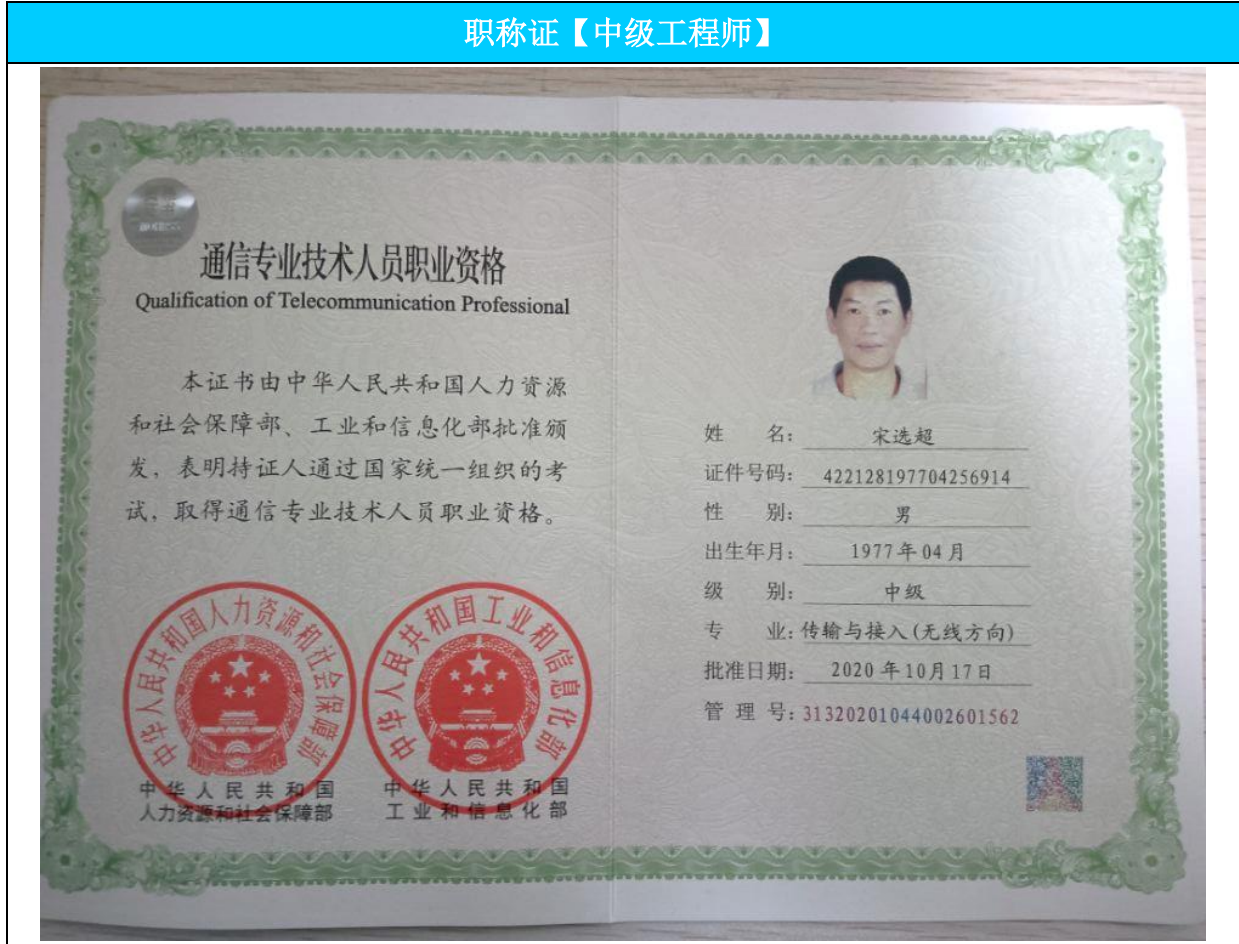 职称证【中级工程师】
通信专业技术人员职业资格
Qualification of Telecommunication Professional
本证书由中华人民共和国人力资源
和社会保障部、工业和信息化部批准颁
发，表明持证人通过国家统一组织的考
试，取得通信专业技术人员职业资格。
中华人民共和国人力资源和社会保障部
中华人民共和国工业和信息化部
中华人民共和国
人力资源和社会保障部
中华人民共和国
工业和信息化部
姓 名： 宋选超
证件号码： 422128197704256914
性 别： 男
出生年月： 1977年04月
级 别： 中级
专 业： 传输与接入(无线方向)
批准日期： 2020年10月17日
管 理 号： 31320201044002601562